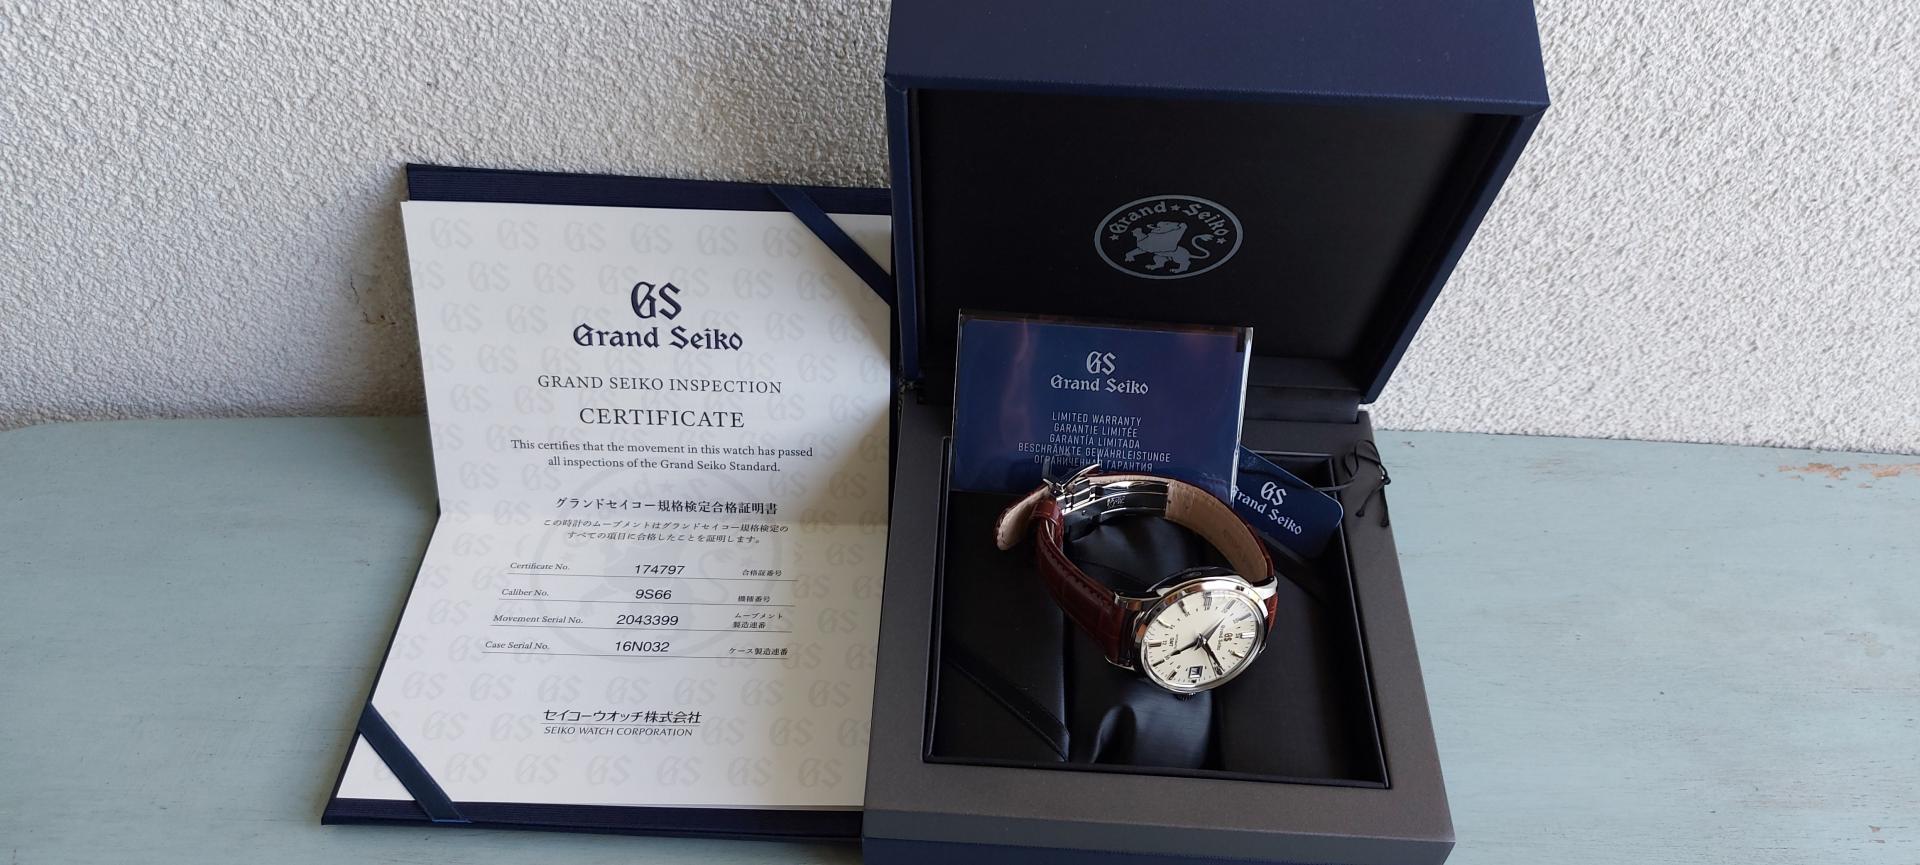 GS
Grand Seiko
GRAND SEIKO INSPECTION
CERTIFICATE
This certifies that the movement in this watch has passed
all inspections of the Grand Seiko Standard.
グランドセイコー規格検定合格証明書
この時計のムーブメントはグランドセイコー規格検定の
すべての項目に合格したことを証明します。
Certificate No. 174797 合格証番号
Caliber No. 9S66 機種番号
Movement Serial No. 2043399 ムーブメント
製造連番
Case Serial No. 16N032 ケース製造連番
セイコーウオッチ株式会社
SEIKO WATCH CORPORATION
Grand Seiko
GS
Grand Seiko
LIMITED WARRANTY
GARANTIE LIMITÉE
GARANTÍA LIMITADA
BESCHRÄNKTE GEWÄHRLEISTUNG
ОГРАНИЧЕННАЯ ГАРАНТИЯ
GS
Grand Seiko
GS
Grand Seiko
GMT